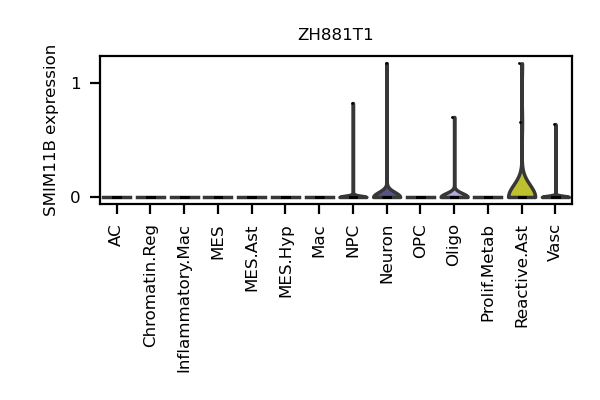 ZH881T1
SMIM11B expression
1
0
AC
Chromatin.Reg
Inflammatory.Mac
MES
MES.Ast
MES.Hyp
Mac
NPC
Neuron
OPC
Oligo
Prolif.Metab
Reactive.Ast
Vasc